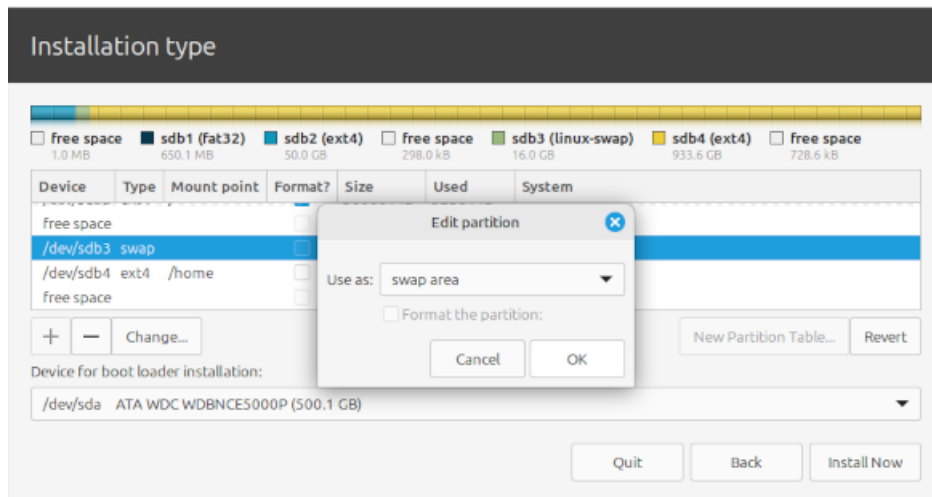 Installation type
free space sdb1 (fat32) sdb2 (ext4) free space sdb3 (linux-swap) sdb4 (ext4) free space
1.0 MB 650.1 MB 50.0 GB 298.0 kB 16.0 GB 933.6 GB 728.6 kB
Device Type Mount point Format? Size Used System
free space
Edit partition
/dev/sdb3 swap
/dev/sdb4 ext4 /home
Use as: swap area
free space
Format the partition:
+ − Change... New Partition Table... Revert
Cancel OK
Device for boot loader installation:
/dev/sda ATA WDC WDBNCE5000P (500.1 GB)
Quit Back Install Now